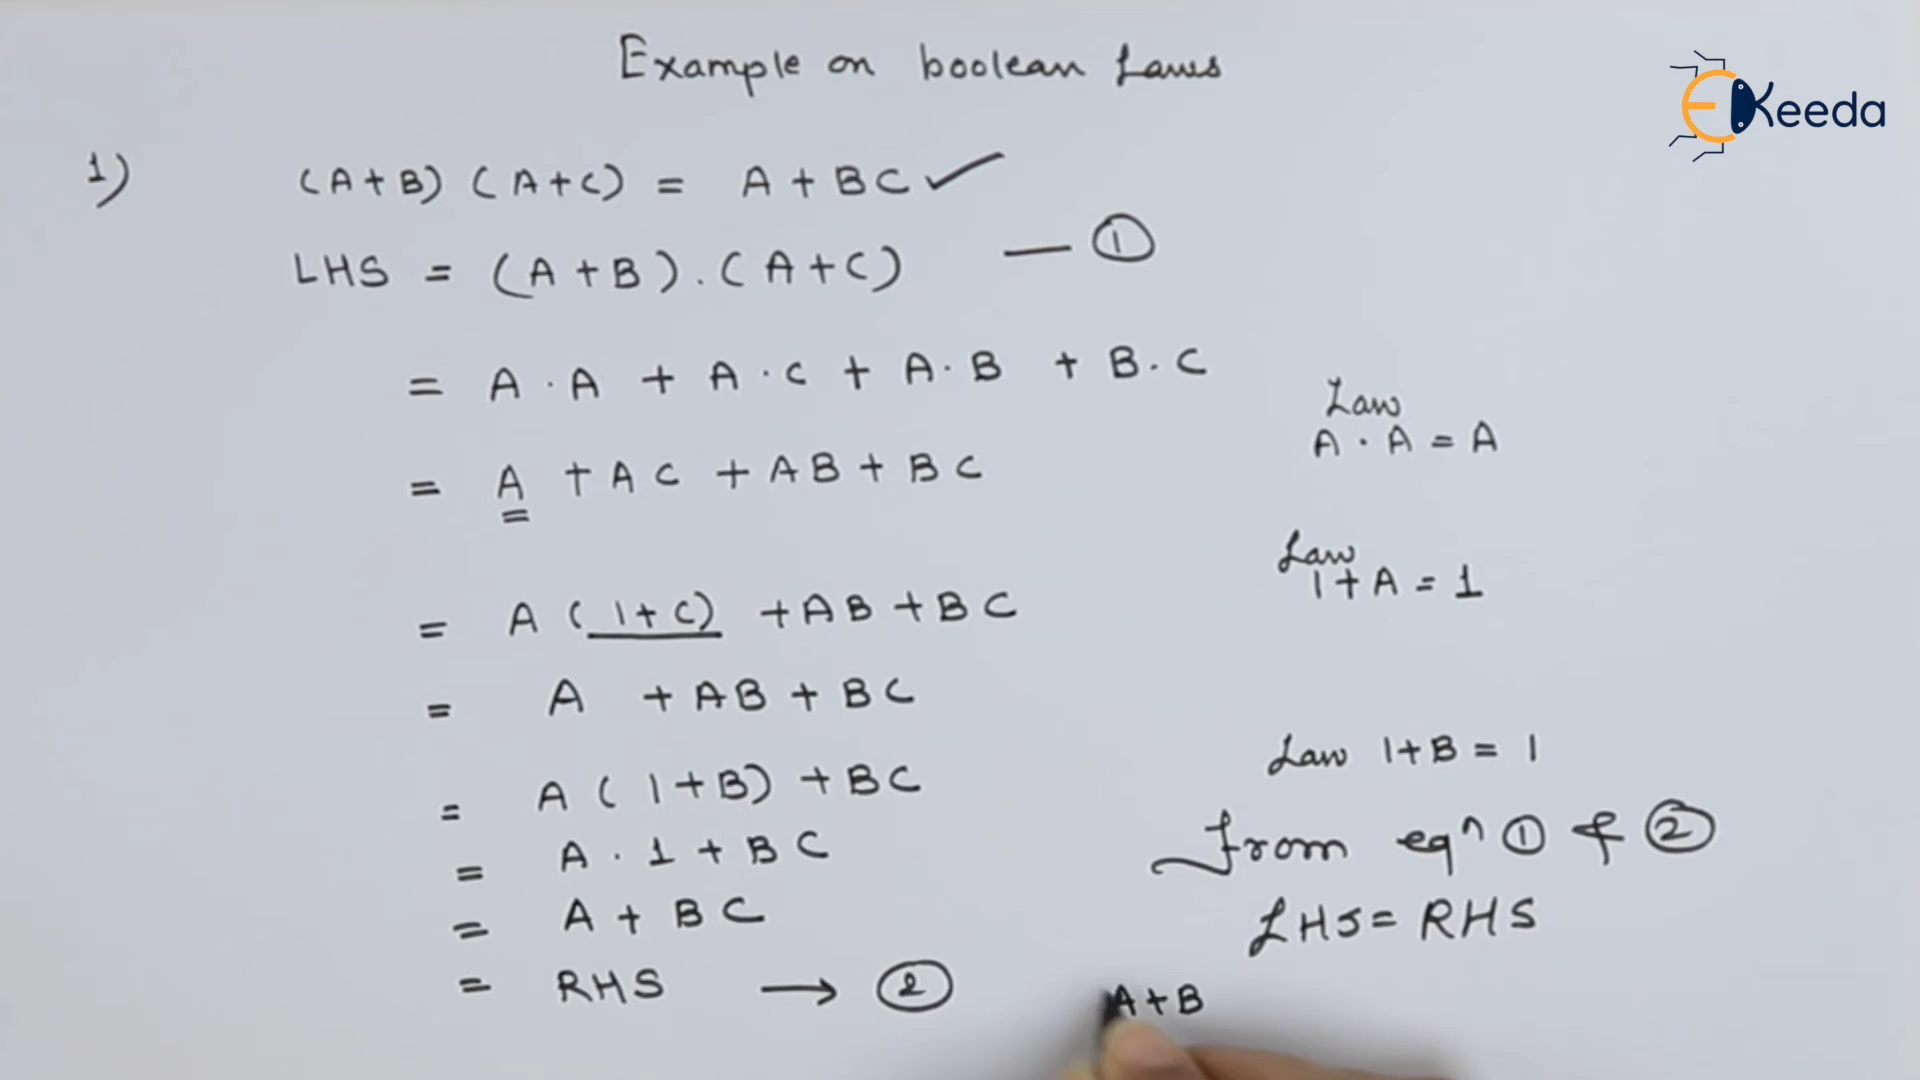 Example on boolean Laws
EKeeda
1) (A+B) (A+C) = A + BC ✓
LHS = (A+B).(A+C) — ①
= A · A + A · C + A · B + B · C
Law
A · A = A
= A + AC + AB + BC
Law
1+A = 1
= A (1+C) + AB + BC
= A + AB + BC
Law 1+B = 1
= A (1+B) + BC
From eqn ① & ②
= A · 1 + BC
= A + BC
LHS = RHS
= RHS → ②
A+B